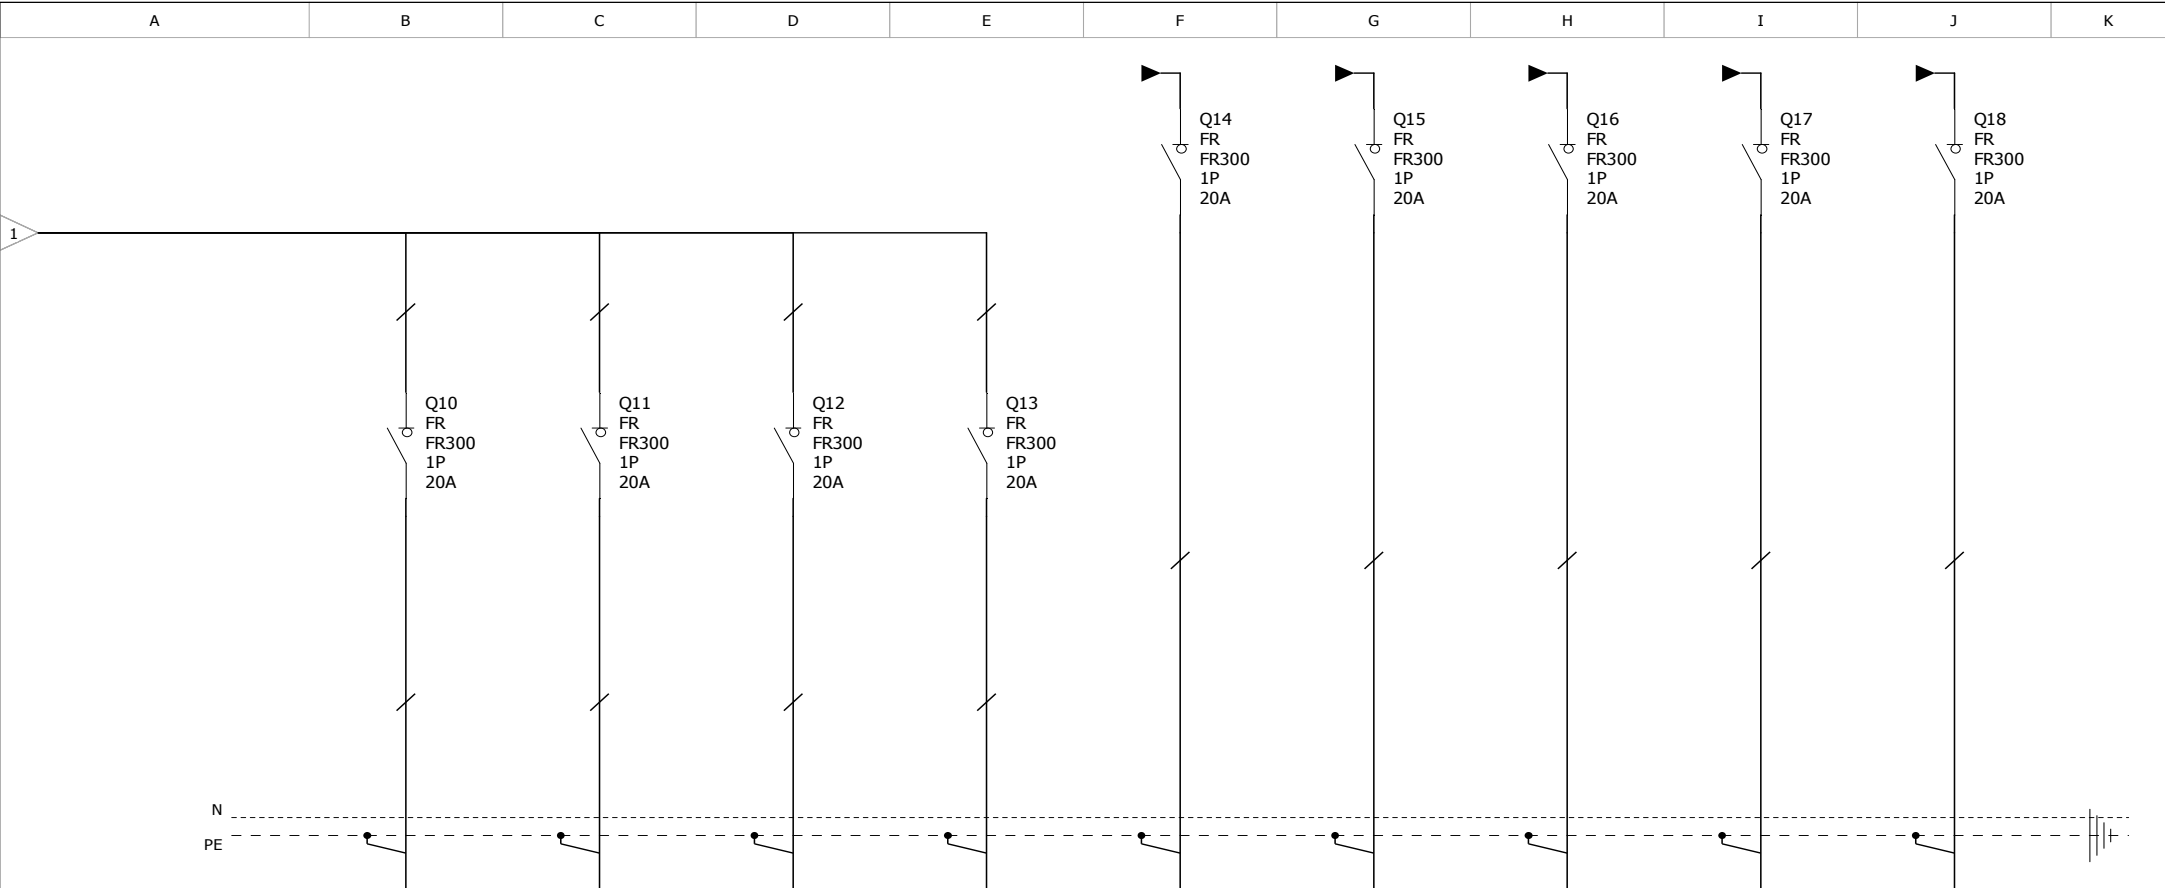 A B C D E F G H I J K
Q14
FR
FR300
1P
20A
Q15
FR
FR300
1P
20A
Q16
FR
FR300
1P
20A
Q17
FR
FR300
1P
20A
Q18
FR
FR300
1P
20A
1
Q10
FR
FR300
1P
20A
Q11
FR
FR300
1P
20A
Q12
FR
FR300
1P
20A
Q13
FR
FR300
1P
20A
N
PE